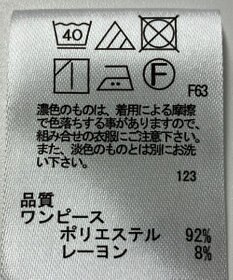 40
F
F63
濃色のものは、着用による摩擦
で色落ちする事がありますので、
組み合せの衣服にご注意下さい。
また、淡色のものとは別にお洗
い下さい。
123
品質
ワンピース
ポリエステル 92%
レーヨン 8%